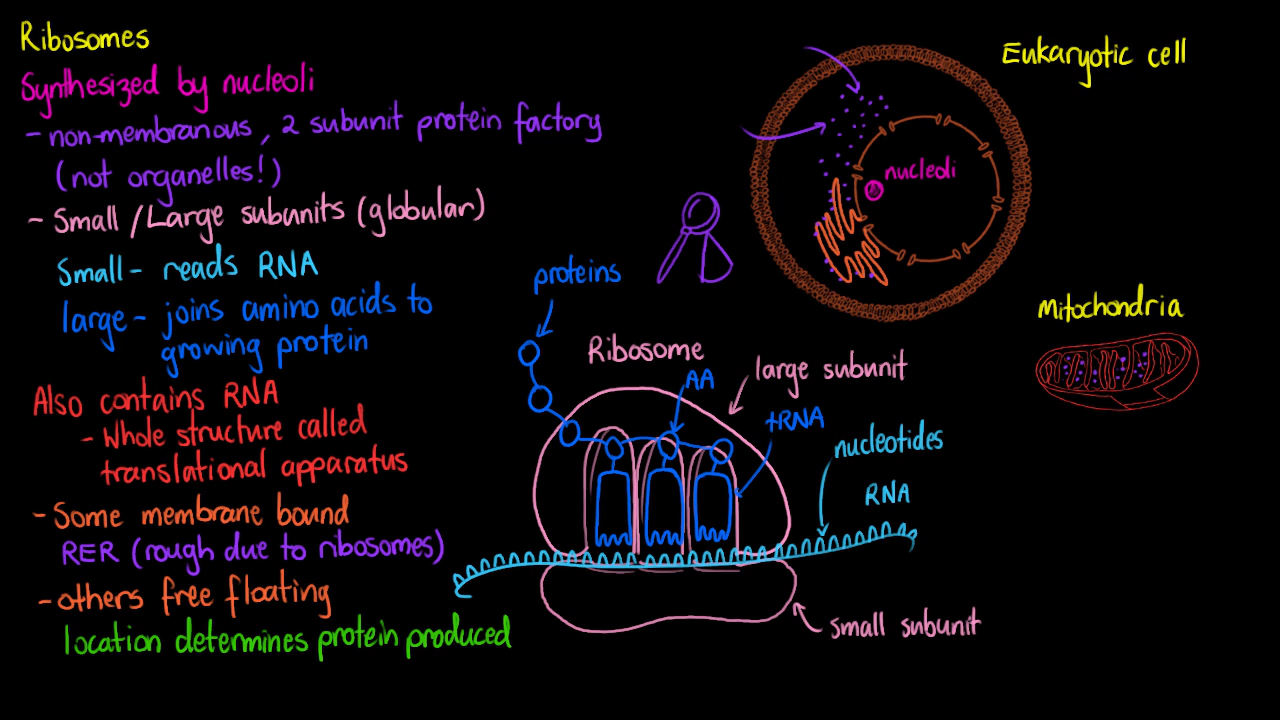 Ribosomes
Synthesized by nucleoli
- non-membranous, 2 subunit protein factory
(not organelles!)
- Small / Large subunits (globular)
Small - reads RNA
large - joins amino acids to
growing protein
Also contains RNA
- Whole structure called
translational apparatus
- Some membrane bound
RER (rough due to ribosomes)
- others free floating
location determines protein produced
Eukaryotic cell
nucleoli
mitochondria
proteins
Ribosome
AA
large subunit
tRNA
nucleotides
RNA
small subunit